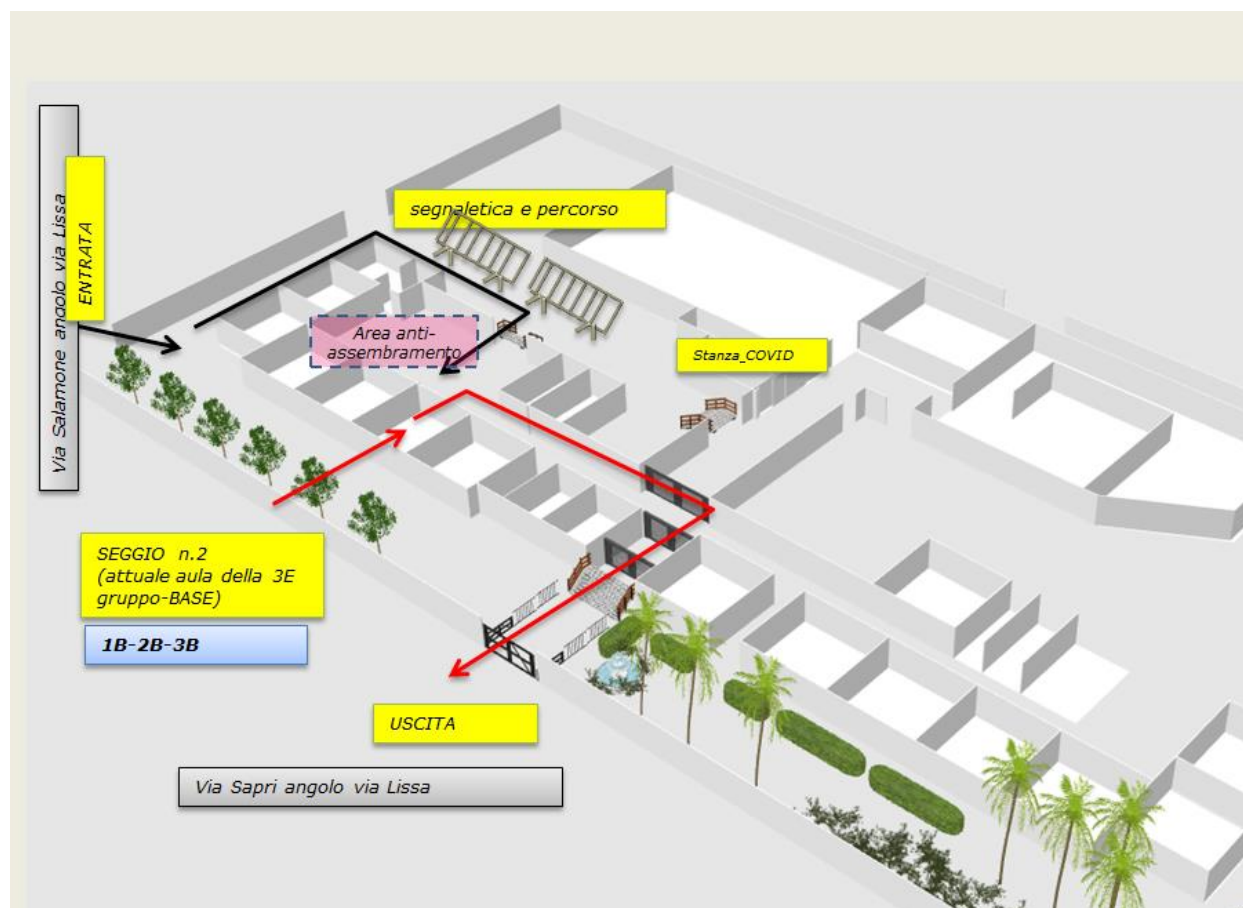 Via Salamone angolo via Lissa
ENTRATA
segnaletica e percorso
Area anti-
assembramento
Stanza_COVID
SEGGIO n.2
(attuale aula della 3E
gruppo-BASE)
1B-2B-3B
USCITA
Via Sapri angolo via Lissa